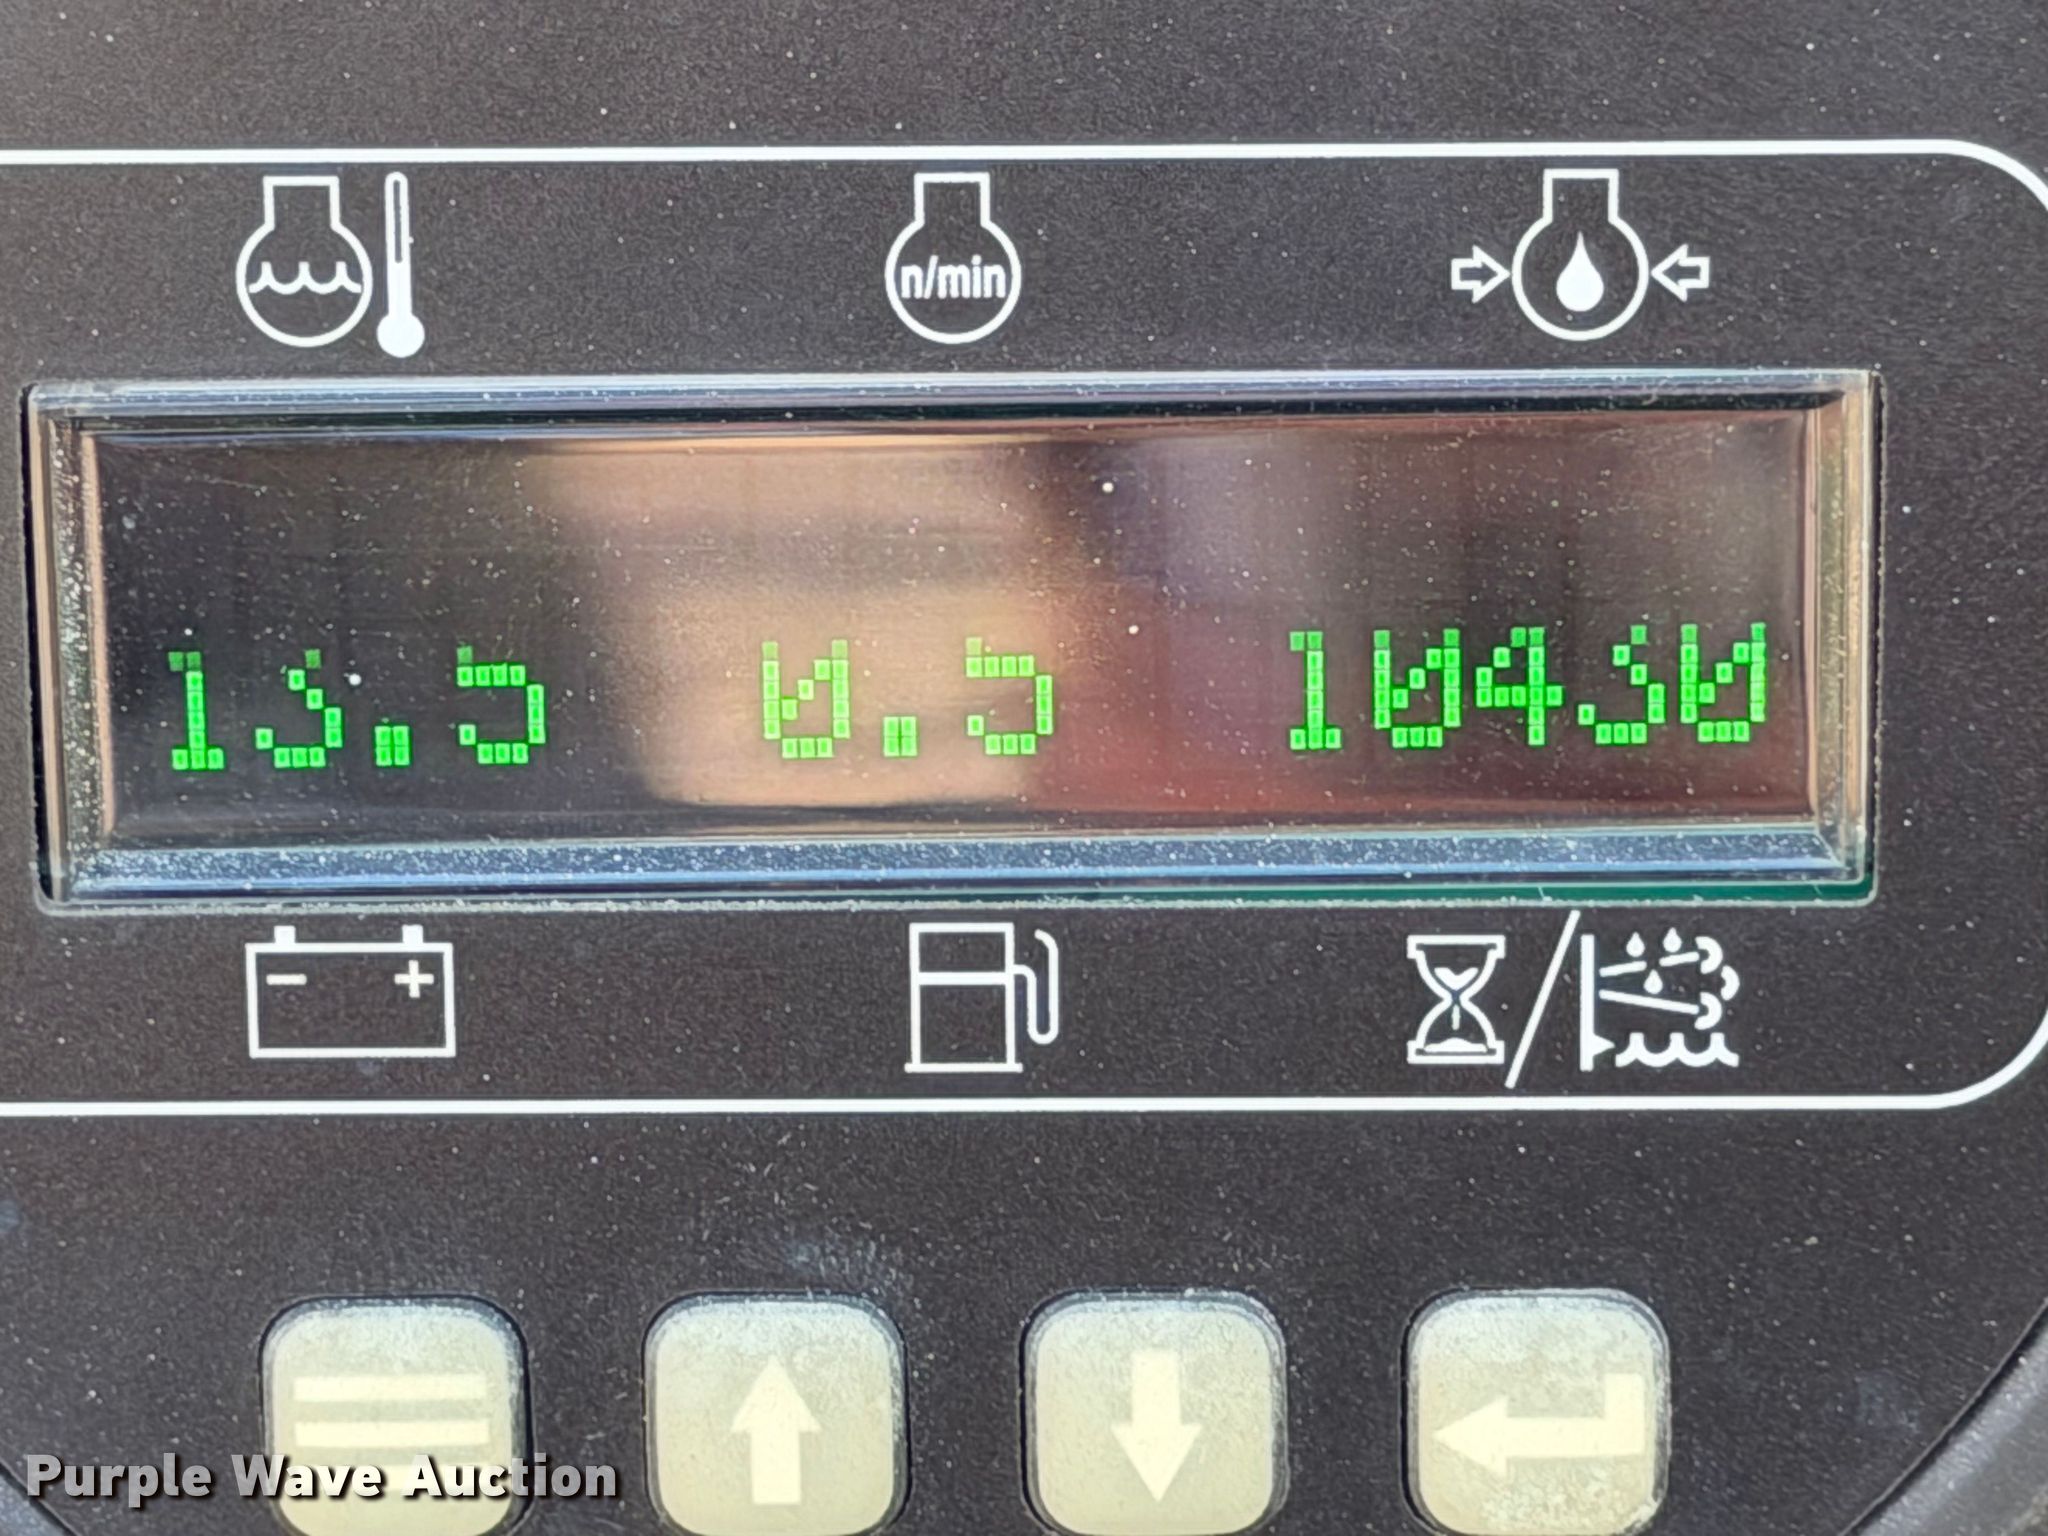 n/min
13.5 0.5 10430
- +
Purple Wave Auction